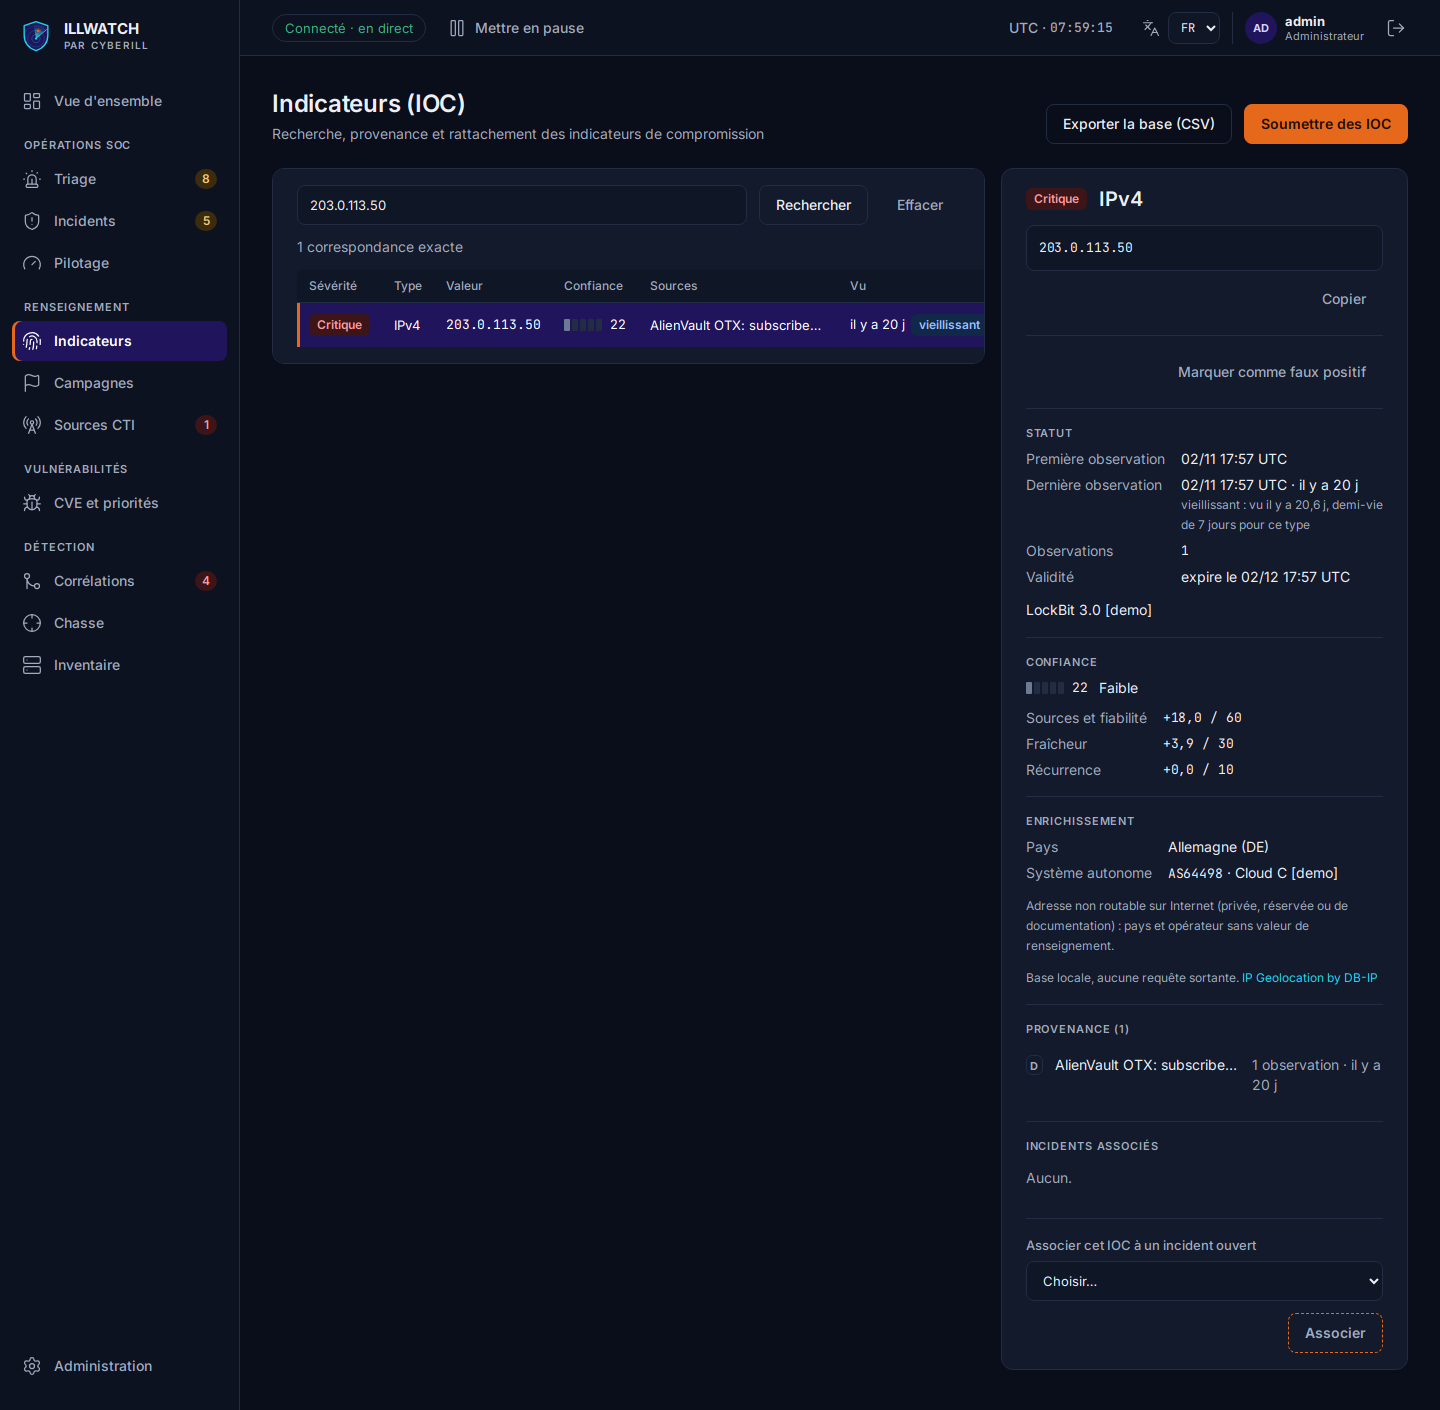 ILLWATCH
PAR CYBERILL
Vue d'ensemble
OPÉRATIONS SOC
Triage 8
Incidents 5
Pilotage
RENSEIGNEMENT
Indicateurs
Campagnes
Sources CTI 1
VULNÉRABILITÉS
CVE et priorités
DÉTECTION
Corrélations 4
Chasse
Inventaire
Administration
Connecté · en direct
Mettre en pause
UTC · 07:59:15
FR
AD
admin
Administrateur
Indicateurs (IOC)
Recherche, provenance et rattachement des indicateurs de compromission
Exporter la base (CSV)
Soumettre des IOC
203.0.113.50
Rechercher
Effacer
1 correspondance exacte
Sévérité Type Valeur Confiance Sources Vu
Critique IPv4 203.0.113.50 22 AlienVault OTX: subscribe... il y a 20 j vieillissant
Critique IPv4
203.0.113.50
Copier
Marquer comme faux positif
STATUT
Première observation 02/11 17:57 UTC
Dernière observation 02/11 17:57 UTC · il y a 20 j
vieillissant : vu il y a 20,6 j, demi-vie
de 7 jours pour ce type
Observations 1
Validité expire le 02/12 17:57 UTC
LockBit 3.0 [demo]
CONFIANCE
22 Faible
Sources et fiabilité +18,0 / 60
Fraîcheur +3,9 / 30
Récurrence +0,0 / 10
ENRICHISSEMENT
Pays Allemagne (DE)
Système autonome AS64498 · Cloud C [demo]
Adresse non routable sur Internet (privée, réservée ou de
documentation) : pays et opérateur sans valeur de
renseignement.
Base locale, aucune requête sortante. IP Geolocation by DB-IP
PROVENANCE (1)
D AlienVault OTX: subscribe... 1 observation · il y a
20 j
INCIDENTS ASSOCIÉS
Aucun.
Associer cet IOC à un incident ouvert
Choisir...
Associer